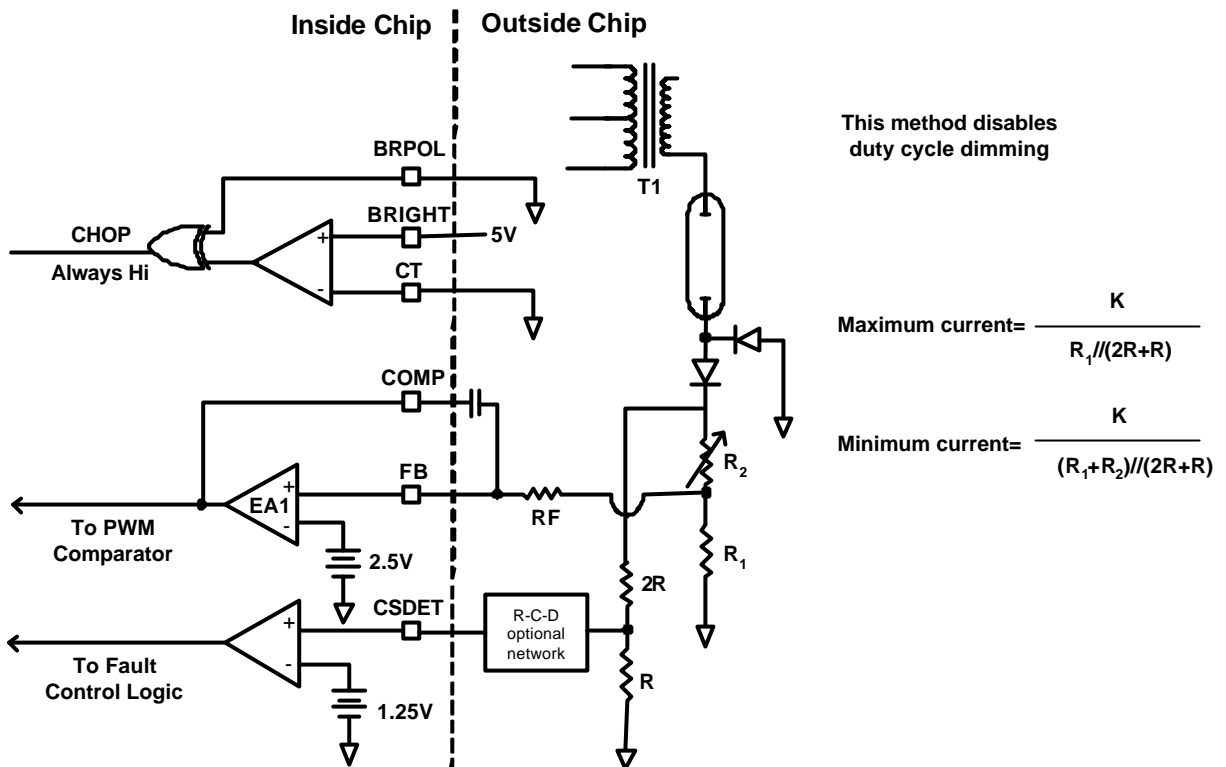 Inside Chip
Outside Chip
BRPOL
T1
This method disables
duty cycle dimming
BRIGHT
CHOP
+
5V
Always Hi
CT
-
Maximum current=
K
R1//(2R+R)
COMP
Minimum current=
K
(R1+R2)//(2R+R)
R2
FB
+
EA1
-
RF
To PWM
Comparator
2.5V
R1
2R
CSDET
R-C-D
optional
network
+
To Fault
Control Logic
-
R
1.25V